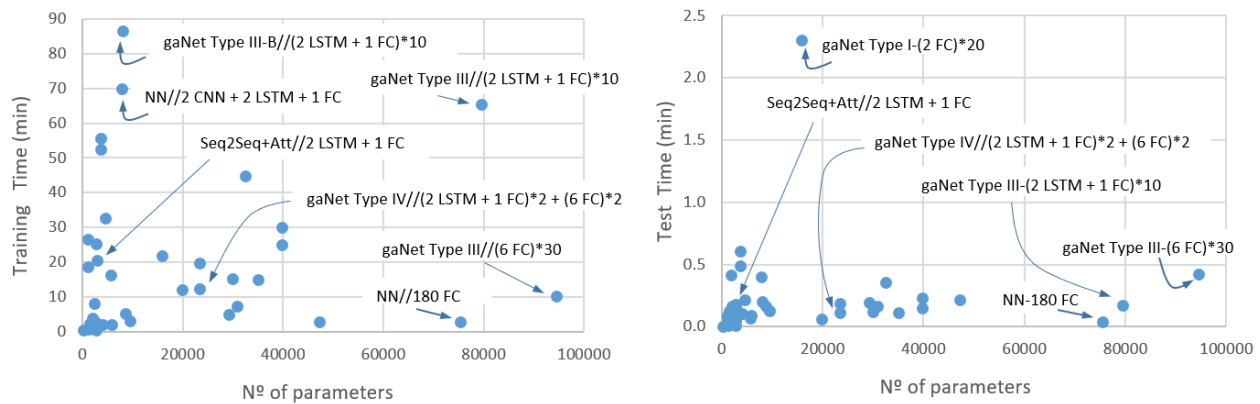 90
80
70
60
50
40
30
20
10
0
Training Time (min)
gaNet Type III-B//(2 LSTM + 1 FC)*10
gaNet Type III//(2 LSTM + 1 FC)*10
NN//2 CNN + 2 LSTM + 1 FC
Seq2Seq+Att//2 LSTM + 1 FC
gaNet Type IV//(2 LSTM + 1 FC)*2 + (6 FC)*2
gaNet Type III//(6 FC)*30
NN//180 FC
0 20000 40000 60000 80000 100000
Nº of parameters
2.5
2.0
1.5
1.0
0.5
0.0
Test Time (min)
gaNet Type I-(2 FC)*20
Seq2Seq+Att//2 LSTM + 1 FC
gaNet Type IV//(2 LSTM + 1 FC)*2 + (6 FC)*2
gaNet Type III-(2 LSTM + 1 FC)*10
gaNet Type III-(6 FC)*30
NN-180 FC
0 20000 40000 60000 80000 100000
Nº of parameters